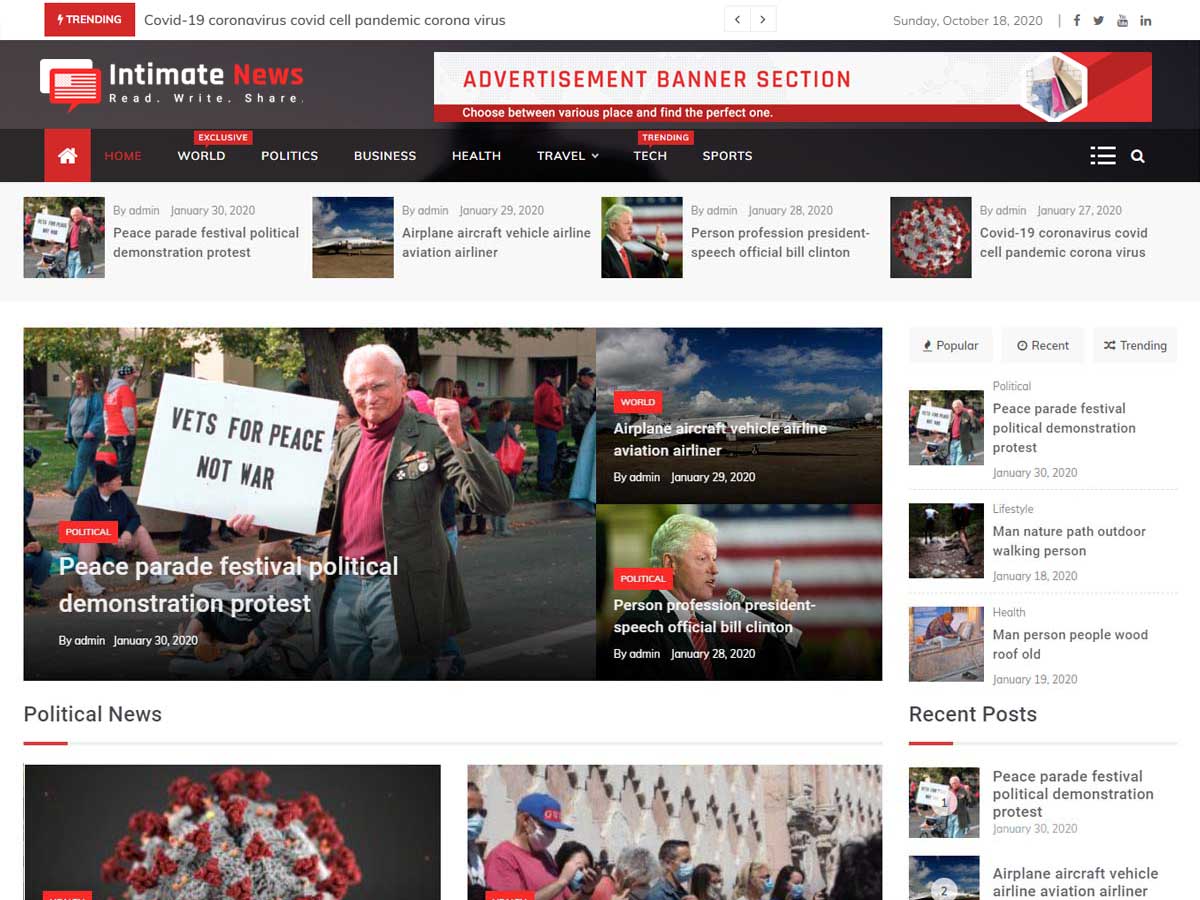 TRENDING
Covid-19 coronavirus covid cell pandemic corona virus
Sunday, October 18, 2020
Intimate News
Read. Write. Share.
ADVERTISEMENT BANNER SECTION
Choose between various place and find the perfect one.
EXCLUSIVE
TRENDING
HOME WORLD POLITICS BUSINESS HEALTH TRAVEL TECH SPORTS
By admin January 30, 2020
Peace parade festival political
demonstration protest
By admin January 29, 2020
Airplane aircraft vehicle airline
aviation airliner
By admin January 28, 2020
Person profession president-
speech official bill clinton
By admin January 27, 2020
Covid-19 coronavirus covid
cell pandemic corona virus
VETS FOR PEACE
NOT WAR
POLITICAL
Peace parade festival political
demonstration protest
By admin January 30, 2020
WORLD
Airplane aircraft vehicle airline
aviation airliner
By admin January 29, 2020
POLITICAL
Person profession president-
speech official bill clinton
By admin January 28, 2020
Popular
Recent
Trending
Political
Peace parade festival
political demonstration
protest
January 30, 2020
Lifestyle
Man nature path outdoor
walking person
January 18, 2020
Health
Man person people wood
roof old
January 19, 2020
Political News
HEALTH
HEALTH
Recent Posts
1
Peace parade festival
political demonstration
protest
January 30, 2020
2
Airplane aircraft vehicle
airline aviation airliner